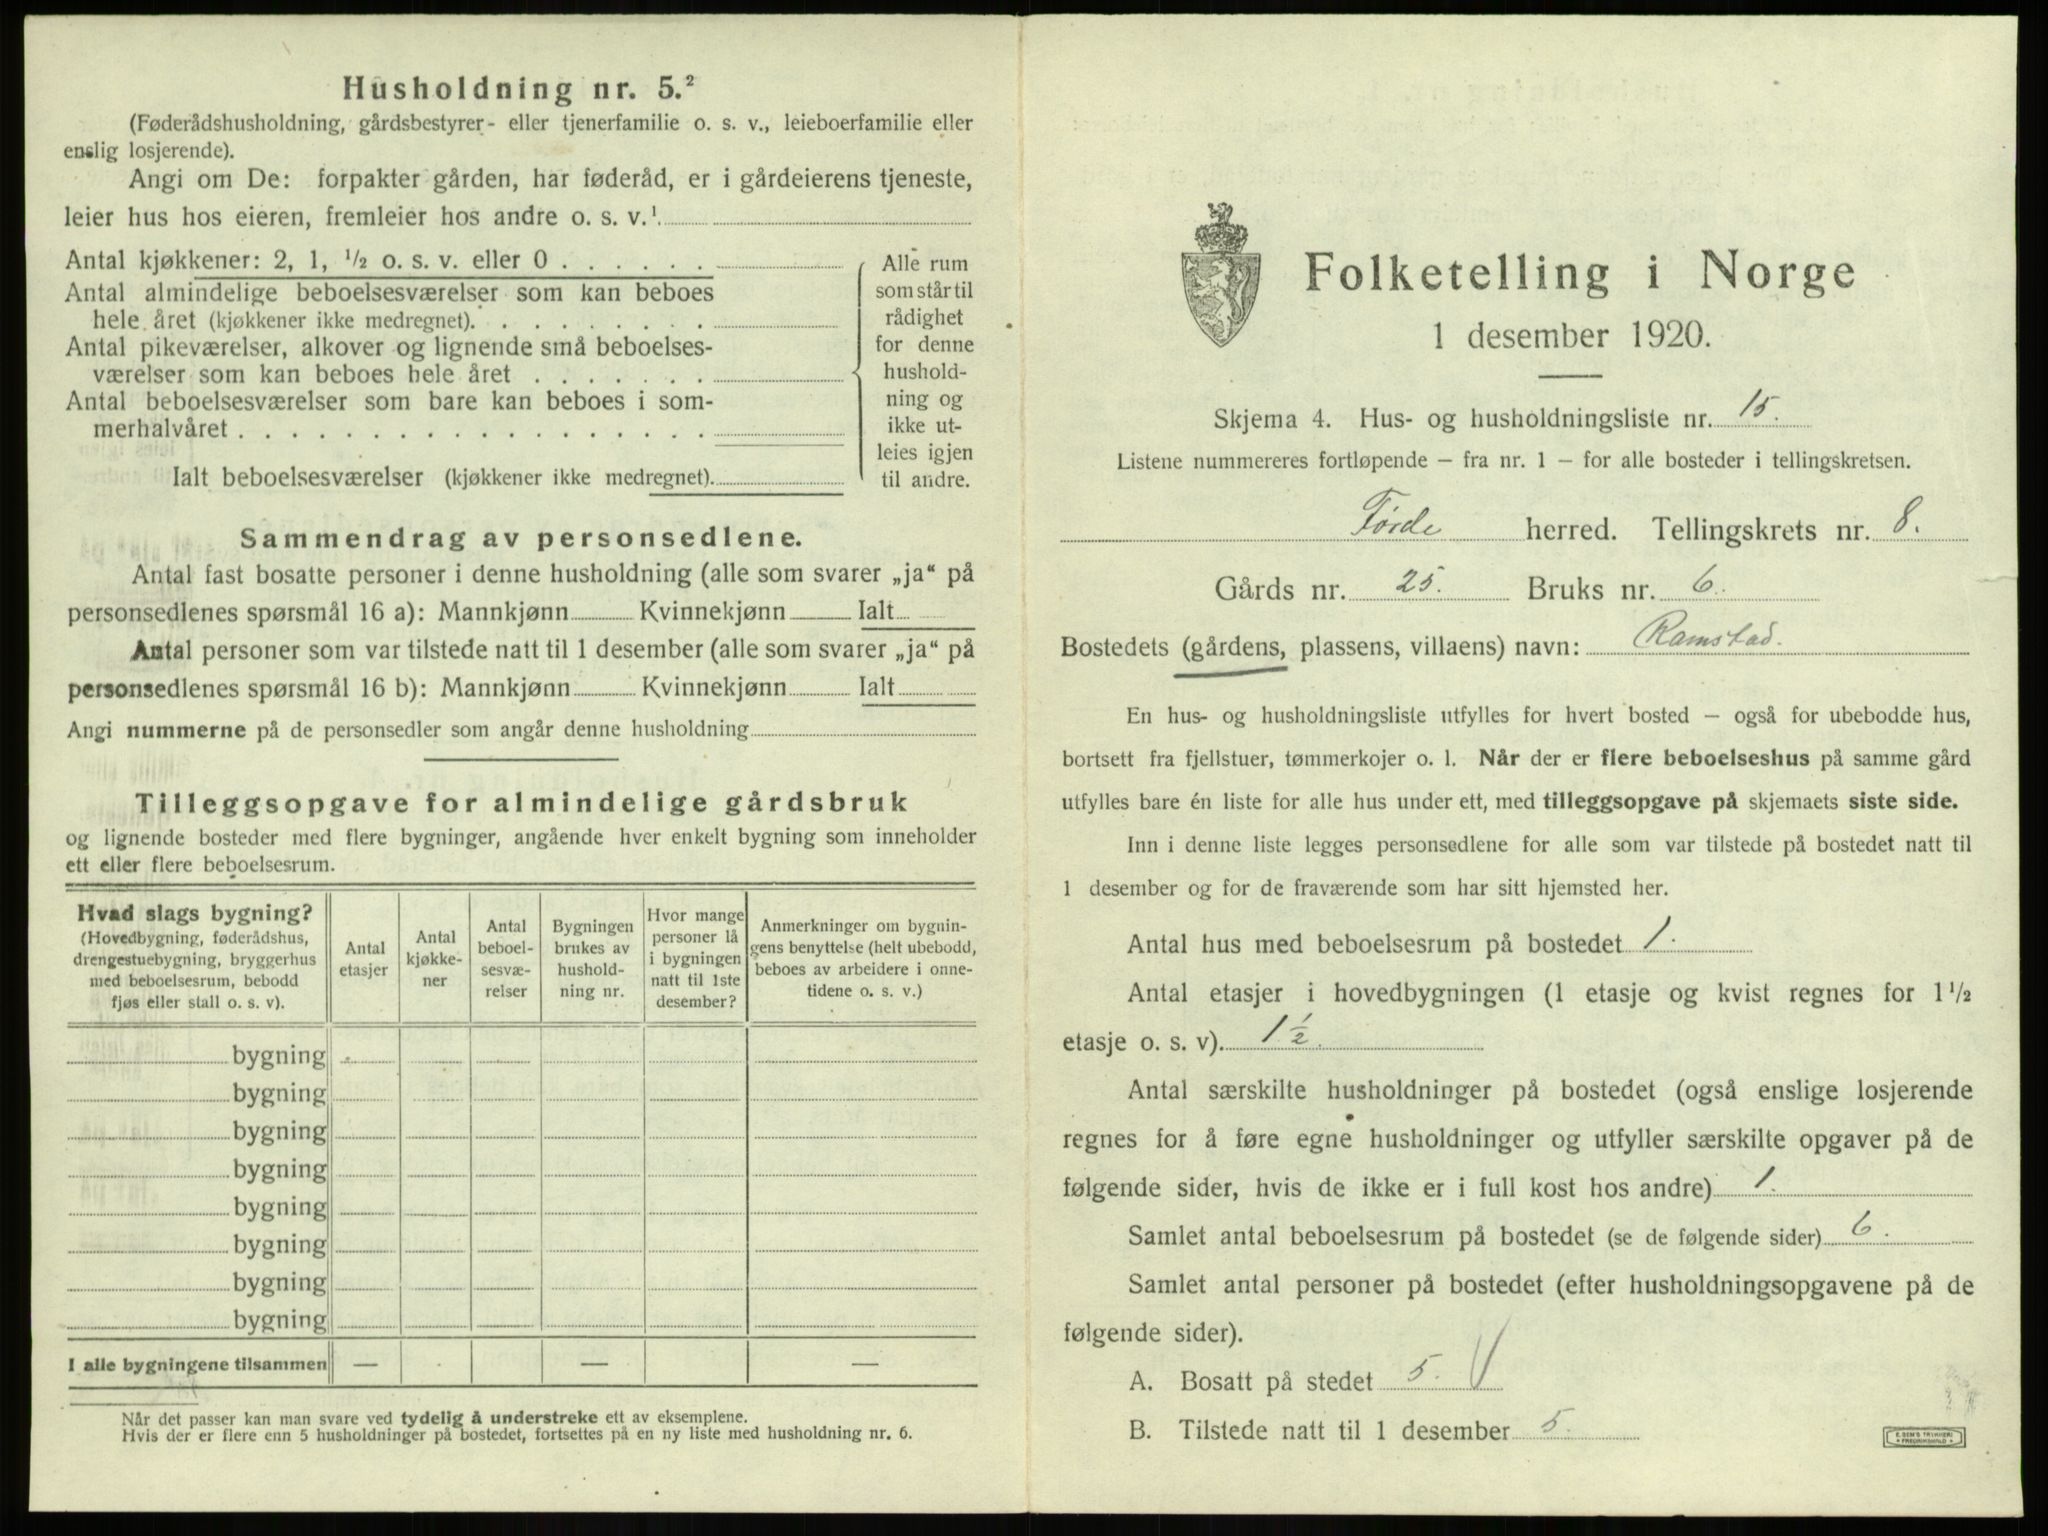 Husholdning nr. 5.²
(Føderådshusholdning, gårdsbestyrer- eller tjenerfamilie o. s. v., leieboerfamilie eller
enslig losjerende).
Angi om De: forpakter gården, har føderåd, er i gårdeierens tjeneste,
leier hus hos eieren, fremleier hos andre o. s. v.¹
Antal kjøkkener: 2, 1, ½ o. s. v. eller 0 . . . . . .
Antal almindelige beboelsesværelser som kan beboes
hele året (kjøkkener ikke medregnet). . . . . . . . .
Antal pikeværelser, alkover og lignende små beboelses-
værelser som kan beboes hele året . . . . . . .
Antal beboelsesværelser som bare kan beboes i som-
merhalvåret . . . . . . . . . . . . . . . . . .
Ialt beboelsesværelser (kjøkkener ikke medregnet).
Alle rum
som står til
rådighet
for denne
hushold-
ning og
ikke ut-
leies igjen
til andre.
Sammendrag av personsedlene.
Antal fast bosatte personer i denne husholdning (alle som svarer „ja“ på
personsedlenes spørsmål 16 a): Mannkjønn Kvinnekjønn Ialt
Antal personer som var tilstede natt til 1 desember (alle som svarer „ja“ på
personsedlenes spørsmål 16 b): Mannkjønn Kvinnekjønn Ialt
Angi nummerne på de personsedler som angår denne husholdning
Tilleggsopgave for almindelige gårdsbruk
og lignende bosteder med flere bygninger, angående hver enkelt bygning som inneholder
ett eller flere beboelsesrum.
Hvad slags bygning?
(Hovedbygning, føderådshus,
drengestuebygning, bryggerhus
med beboelsesrum, bebodd
fjøs eller stall o. s. v).
Antal
etasjer
Antal
kjøkke-
ner
Antal
beboel-
sesvæ-
relser
Bygningen
brukes av
hushold-
ning nr.
Hvor mange
personer lå
i bygningen
natt til 1ste
desember?
Anmerkninger om bygnin-
gens benyttelse (helt ubebodd,
beboes av arbeidere i onne-
tidene o. s. v.)
bygning
bygning
bygning
bygning
bygning
bygning
bygning
bygning
I alle bygningene tilsammen — — —
Når det passer kan man svare ved tydelig å understreke ett av eksemplene.
Hvis der er flere enn 5 husholdninger på bostedet, fortsettes på en ny liste med husholdning nr. 6.
Folketelling i Norge
1 desember 1920.
Skjema 4. Hus- og husholdningsliste nr. 15.
Listene nummereres fortløpende – fra nr. 1 – for alle bosteder i tellingskretsen.
Førde herred. Tellingskrets nr. 8.
Gårds nr. 25. Bruks nr. 6.
Bostedets (gårdens, plassens, villaens) navn: Ramstad.
En hus- og husholdningsliste utfylles for hvert bosted – også for ubebodde hus,
bortsett fra fjellstuer, tømmerkojer o. l. Når der er flere beboelseshus på samme gård
utfylles bare én liste for alle hus under ett, med tilleggsopgave på skjemaets siste side.
Inn i denne liste legges personsedlene for alle som var tilstede på bostedet natt til
1 desember og for de fraværende som har sitt hjemsted her.
Antal hus med beboelsesrum på bostedet 1.
Antal etasjer i hovedbygningen (1 etasje og kvist regnes for 1½
etasje o. s. v). 1½.
Antal særskilte husholdninger på bostedet (også enslige losjerende
regnes for å føre egne husholdninger og utfyller særskilte opgaver på de
følgende sider, hvis de ikke er i full kost hos andre) 1.
Samlet antal beboelsesrum på bostedet (se de følgende sider) 6.
Samlet antal personer på bostedet (efter husholdningsopgavene på de
følgende sider).
A. Bosatt på stedet 5. V
B. Tilstede natt til 1 desember 5.
E. SEM'S TRYKKERI
• FREDRIKSHALD •